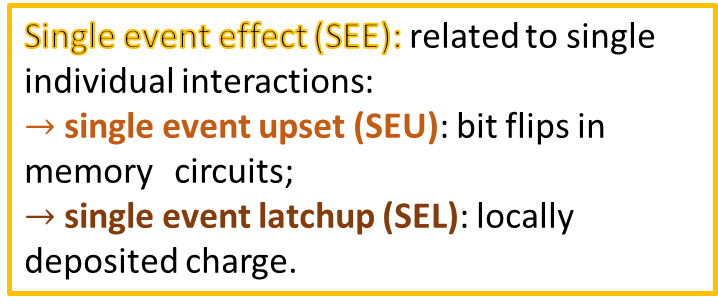 Single event effect (SEE): related to single
individual interactions:
→ single event upset (SEU): bit flips in
memory circuits;
→ single event latchup (SEL): locally
deposited charge.